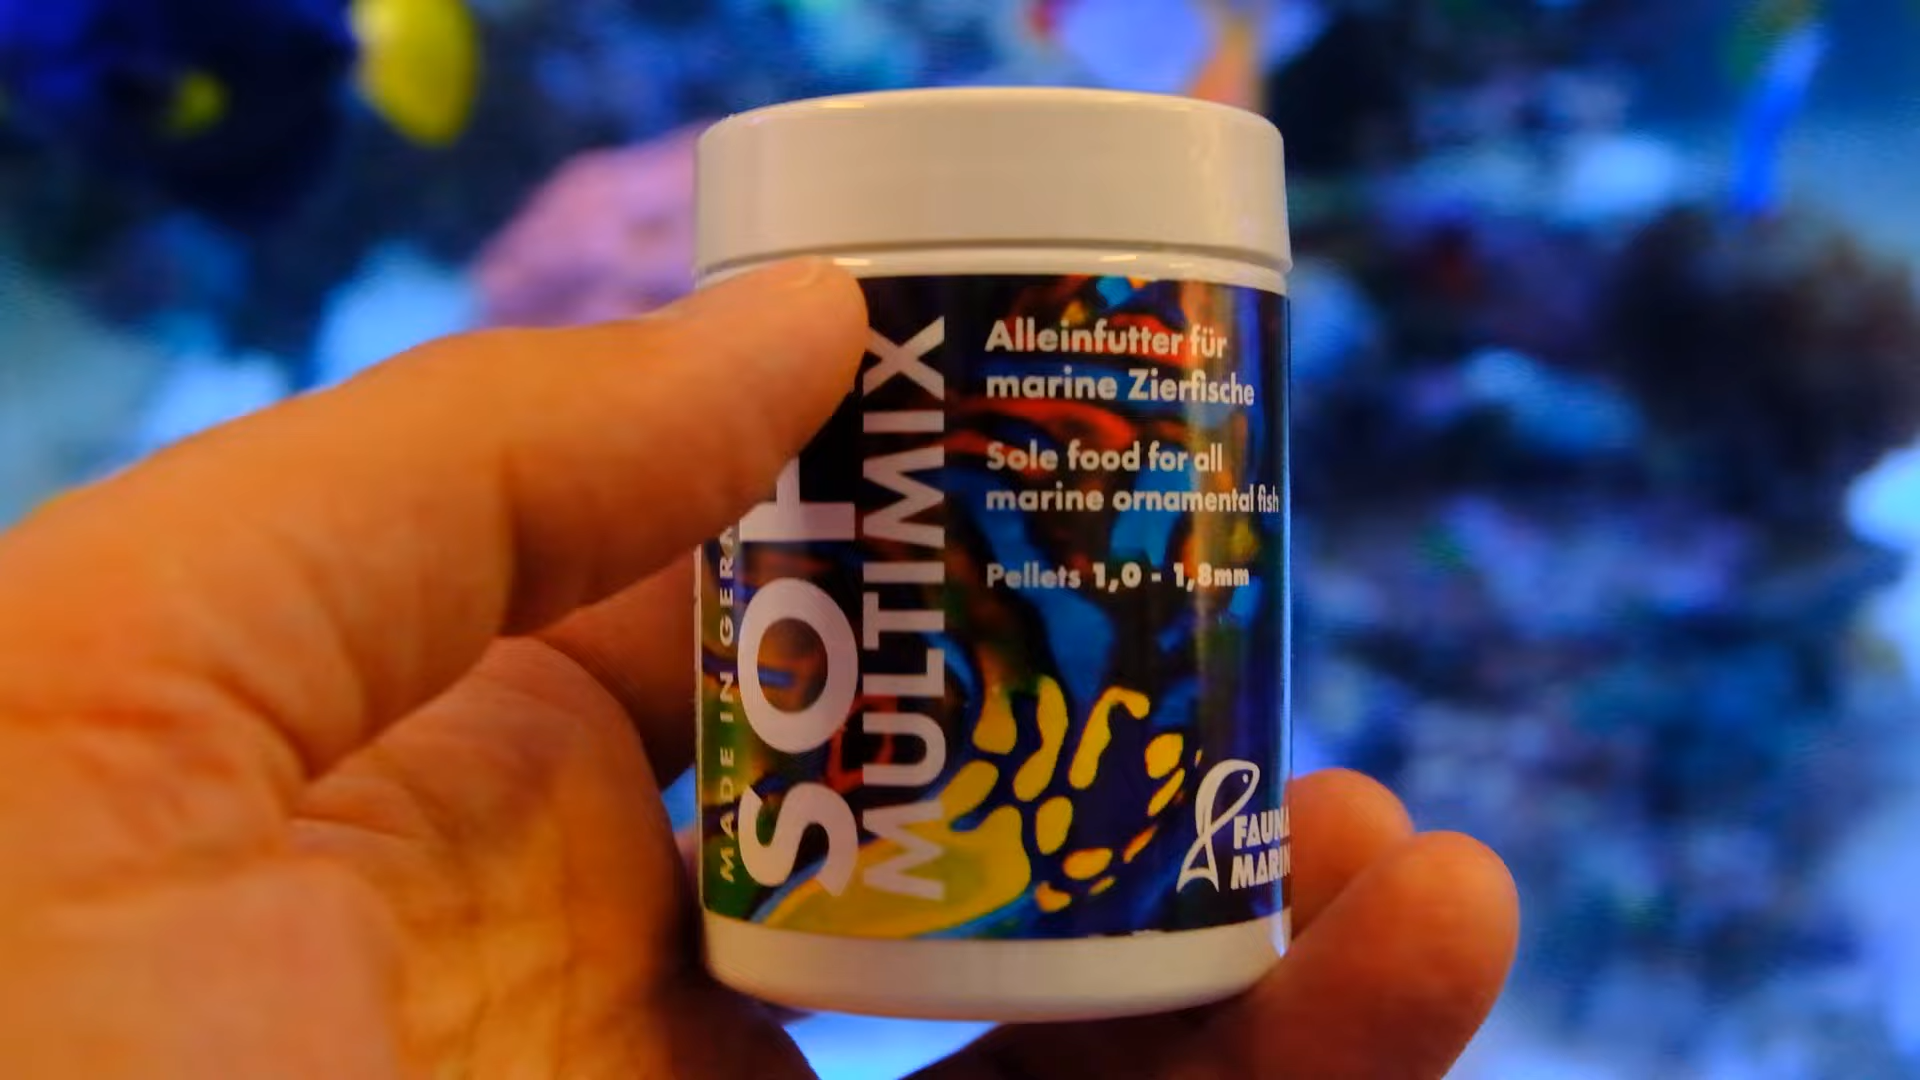 MULTIMIX
MADE IN
Alleinfutter für
marine Zierfische
Sole food for all
marine ornamental fish
Pellets 1,0 - 1,8mm